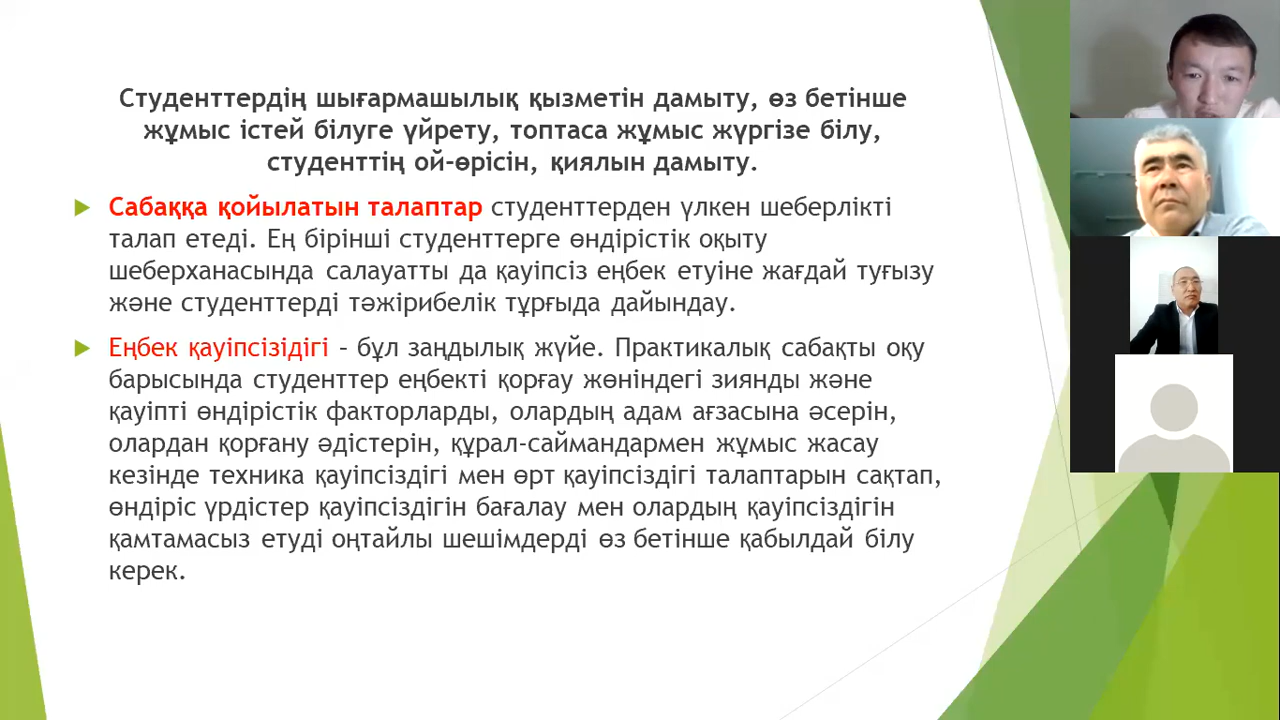 Студенттердің шығармашылық қызметін дамыту, өз бетінше
жұмыс істей білуге үйрету, топтаса жұмыс жүргізе білу,
студенттің ой-өрісін, қиялын дамыту.
Сабаққа қойылатын талаптар студенттерден үлкен шеберлікті
талап етеді. Ең бірінші студенттерге өндірістік оқыту
шеберханасында салауатты да қауіпсіз еңбек етуіне жағдай туғызу
және студенттерді тәжірибелік тұрғыда дайындау.
Еңбек қауіпсізідігі – бұл заңдылық жүйе. Практикалық сабақты оқу
барысында студенттер еңбекті қорғау жөніндегі зиянды және
қауіпті өндірістік факторларды, олардың адам ағзасына әсерін,
олардан қорғану әдістерін, құрал-саймандармен жұмыс жасау
кезінде техника қауіпсіздігі мен өрт қауіпсіздігі талаптарын сақтап,
өндіріс үрдістер қауіпсіздігін бағалау мен олардың қауіпсіздігін
қамтамасыз етуді оңтайлы шешімдерді өз бетінше қабылдай білу
керек.